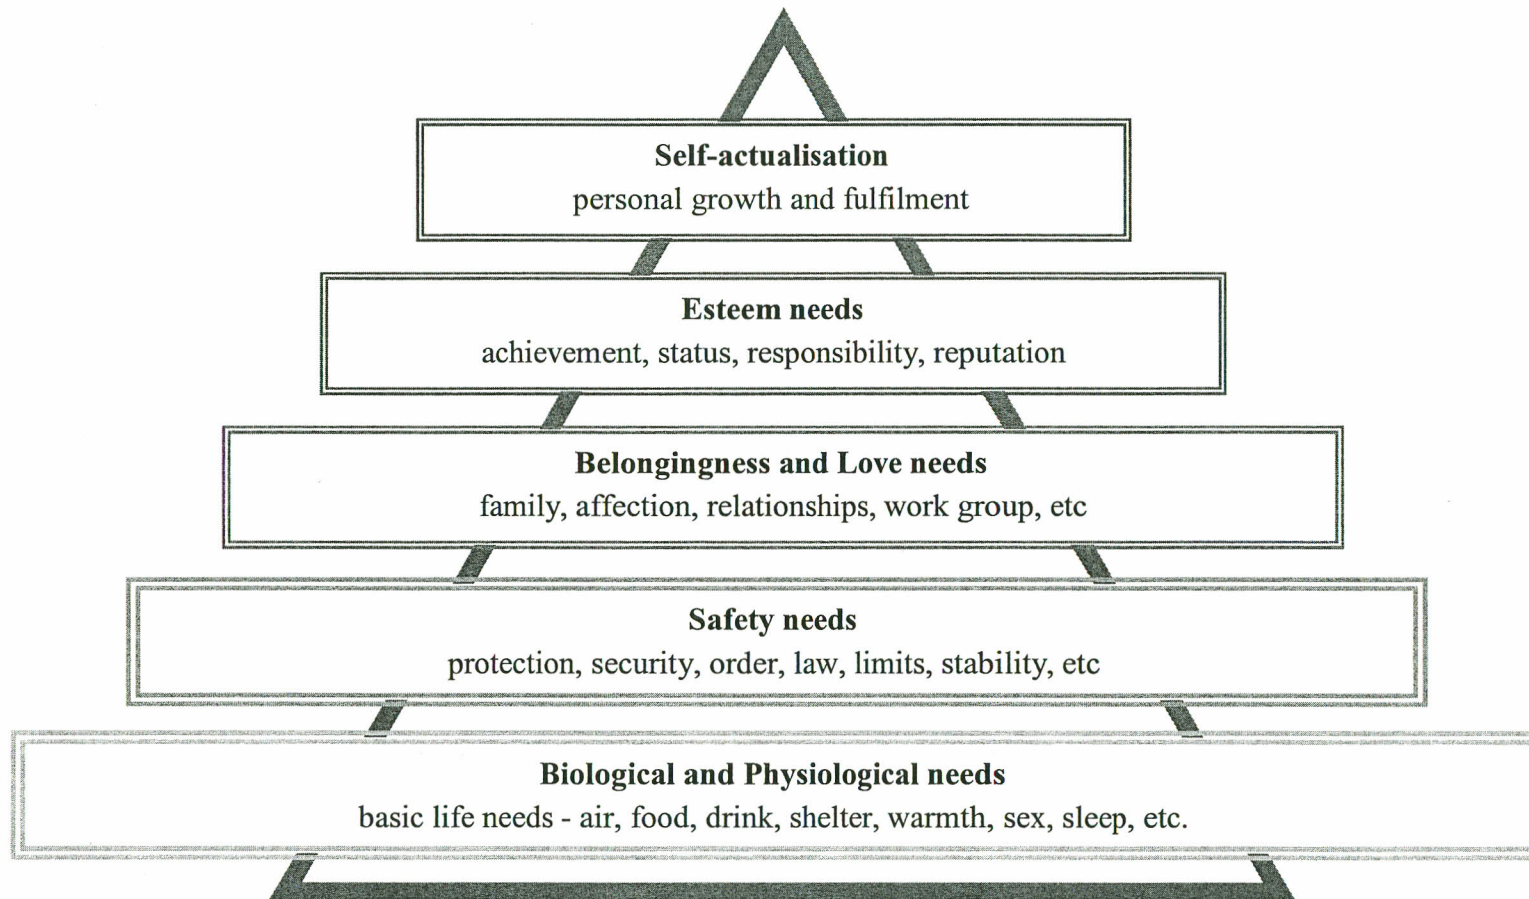 Self-actualisation
personal growth and fulfilment
Esteem needs
achievement, status, responsibility, reputation
Belongingness and Love needs
family, affection, relationships, work group, etc
Safety needs
protection, security, order, law, limits, stability, etc
Biological and Physiological needs
basic life needs - air, food, drink, shelter, warmth, sex, sleep, etc.